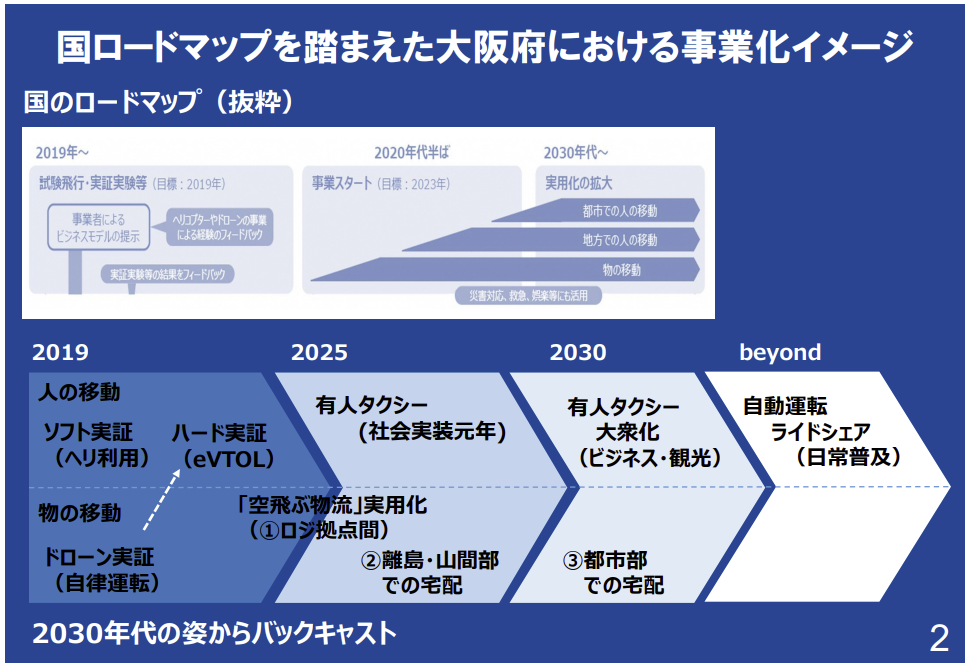 国ロードマップを踏まえた大阪府における事業化イメージ
国のロードマップ（抜粋）
2019年～
2020年代半ば
2030年代～
試験飛行・実証実験等（目標：2019年）
事業スタート（目標：2023年）
実用化の拡大
事業者による
ビジネスモデルの提示
ヘリコプターやドローンの事業
による経験のフィードバック
実証実験等の結果をフィードバック
都市での人の移動
地方での人の移動
物の移動
災害対応、救急、娯楽等にも活用
2019
2025
2030
beyond
人の移動
ソフト実証
（ヘリ利用）
ハード実証
（eVTOL）
有人タクシー
（社会実装元年）
有人タクシー
大衆化
（ビジネス・観光）
自動運転
ライドシェア
（日常普及）
物の移動
ドローン実証
（自律運転）
「空飛ぶ物流」実用化
（①ロジ拠点間）
②離島・山間部
での宅配
③都市部
での宅配
2030年代の姿からバックキャスト
2